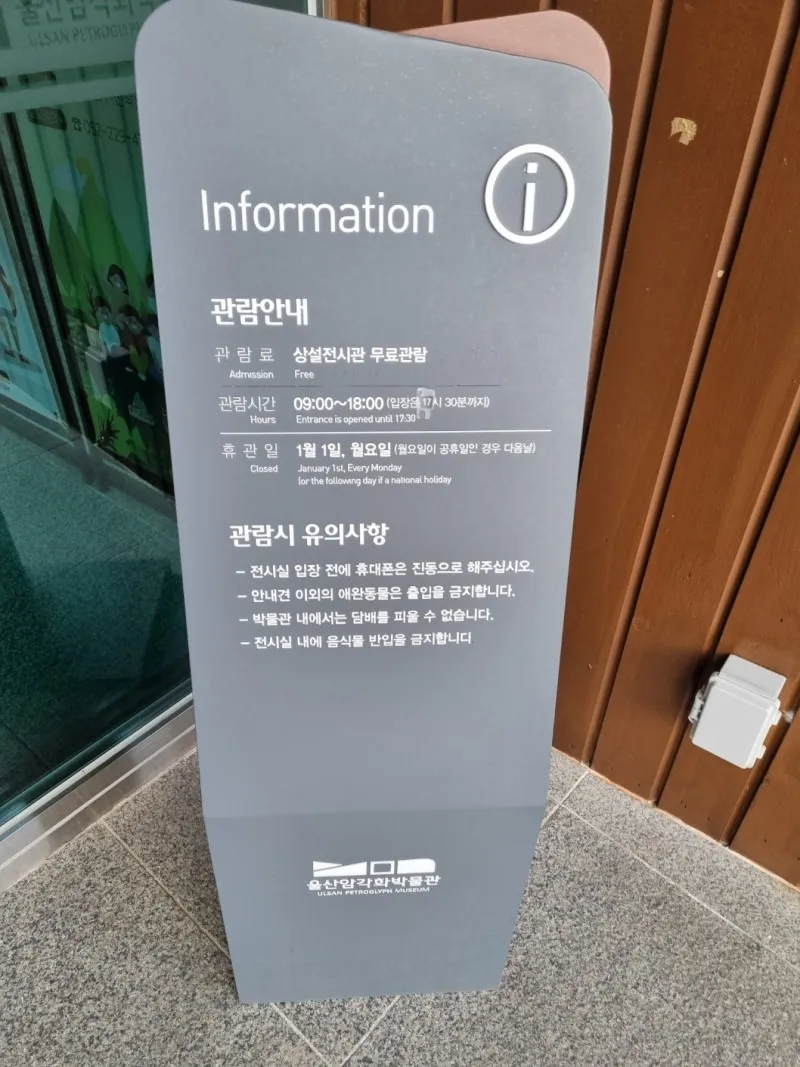 울산암각화박
ULSAN PETROGLYPH
Information
i
관람안내
관 람 료 상설전시관 무료관람
Admission Free
관람시간 09:00~18:00 (입장은 17시 30분까지)
Hours Entrance is opened until 17:30
휴 관 일 1월 1일, 월요일 (월요일이 공휴일인 경우 다음날)
Closed January 1st, Every Monday
(or the following day if a national holiday
관람시 유의사항
– 전시실 입장 전에 휴대폰은 진동으로 해주십시오.
– 안내견 이외의 애완동물은 출입을 금지합니다.
– 박물관 내에서는 담배를 피울 수 없습니다.
– 전시실 내에 음식물 반입을 금지합니다
울산암각화박물관
ULSAN PETROGLYPH MUSEUM